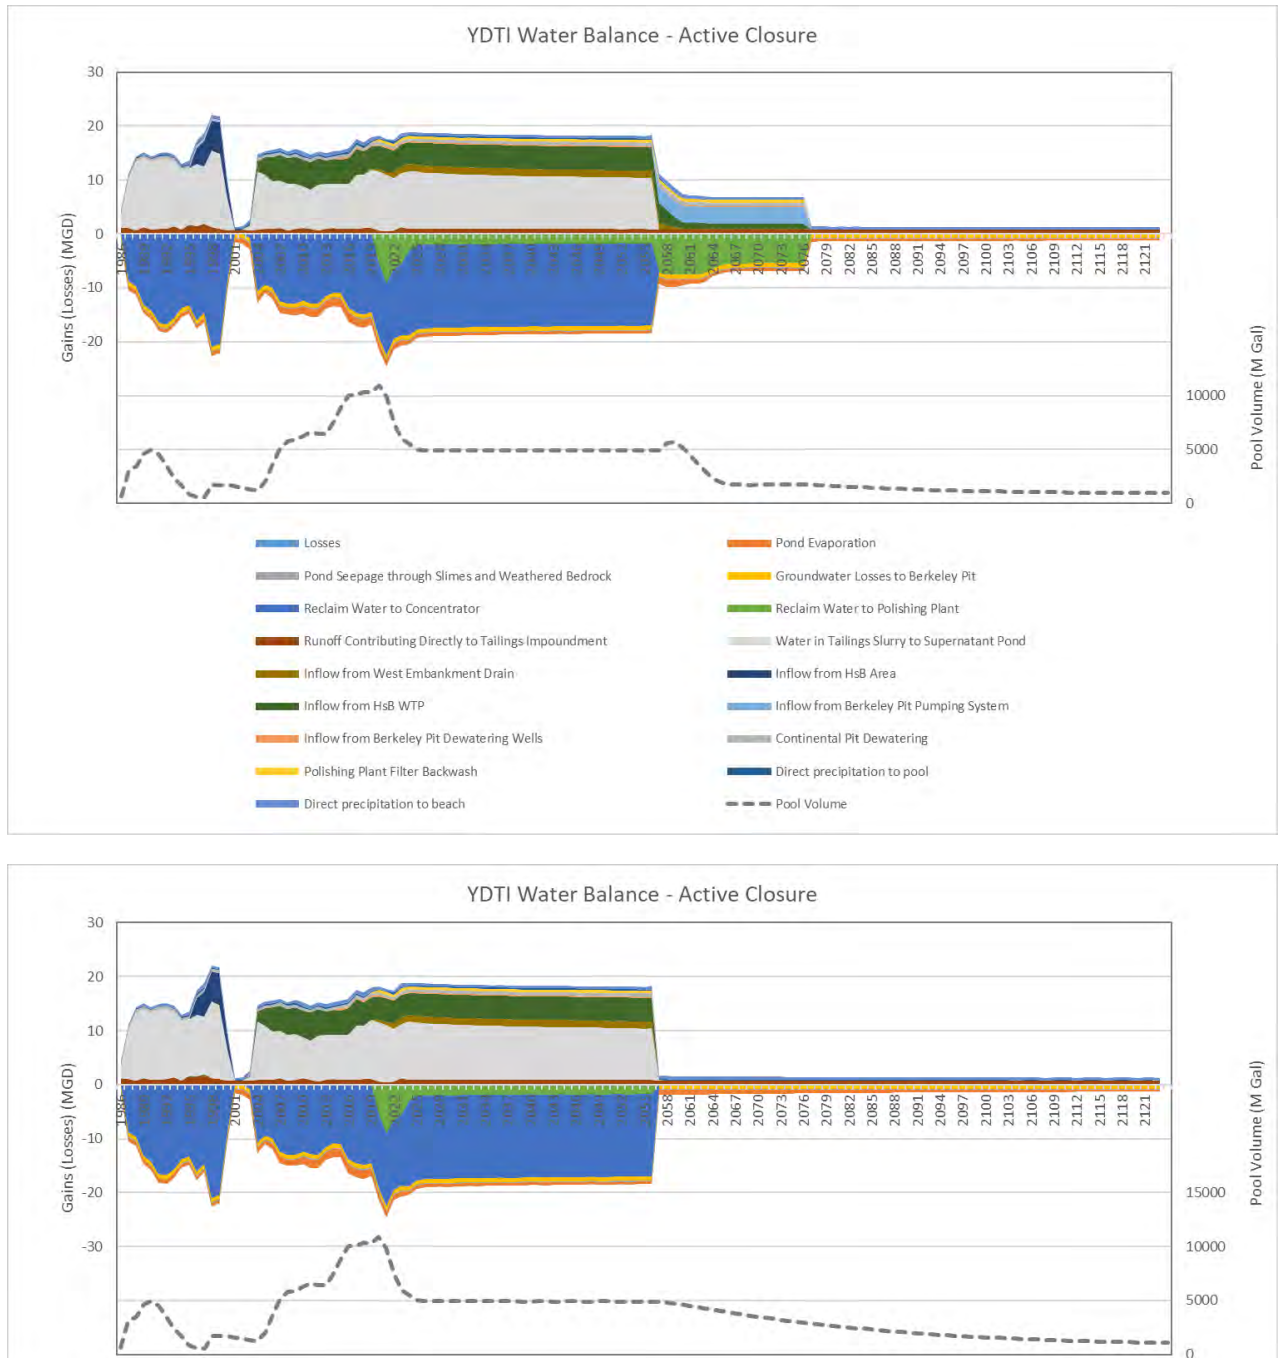 YDTI Water Balance - Active Closure
30
20
10
0
-10
-20
Gains (Losses) (MGD)
1986
2001
2022
2058
2061
2064
2067
2070
2073
2076
2079
2082
2085
2088
2091
2094
2097
2100
2103
2106
2109
2112
2115
2118
2121
10000
5000
0
Pool Volume (M Gal)
Losses
Pond Evaporation
Pond Seepage through Slimes and Weathered Bedrock
Groundwater Losses to Berkeley Pit
Reclaim Water to Concentrator
Reclaim Water to Polishing Plant
Runoff Contributing Directly to Tailings Impoundment
Water in Tailings Slurry to Supernatant Pond
Inflow from West Embankment Drain
Inflow from HsB Area
Inflow from HsB WTP
Inflow from Berkeley Pit Pumping System
Inflow from Berkeley Pit Dewatering Wells
Continental Pit Dewatering
Polishing Plant Filter Backwash
Direct precipitation to pool
Direct precipitation to beach
Pool Volume
YDTI Water Balance - Active Closure
30
20
10
0
-10
-20
-30
Gains (Losses) (MGD)
1986
2001
2058
2061
2064
2067
2070
2073
2076
2079
2082
2085
2088
2091
2094
2097
2100
2103
2106
2109
2112
2115
2118
2121
15000
10000
5000
0
Pool Volume (M Gal)